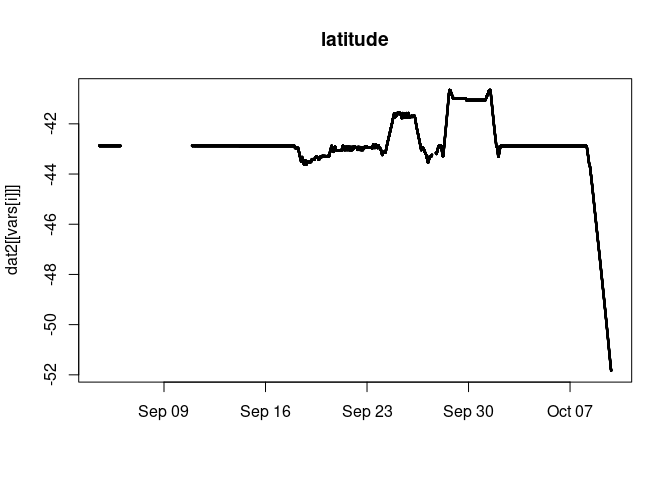 latitude
dat2[[vars[i]]]
-42
-44
-46
-48
-50
-52
Sep 09
Sep 16
Sep 23
Sep 30
Oct 07